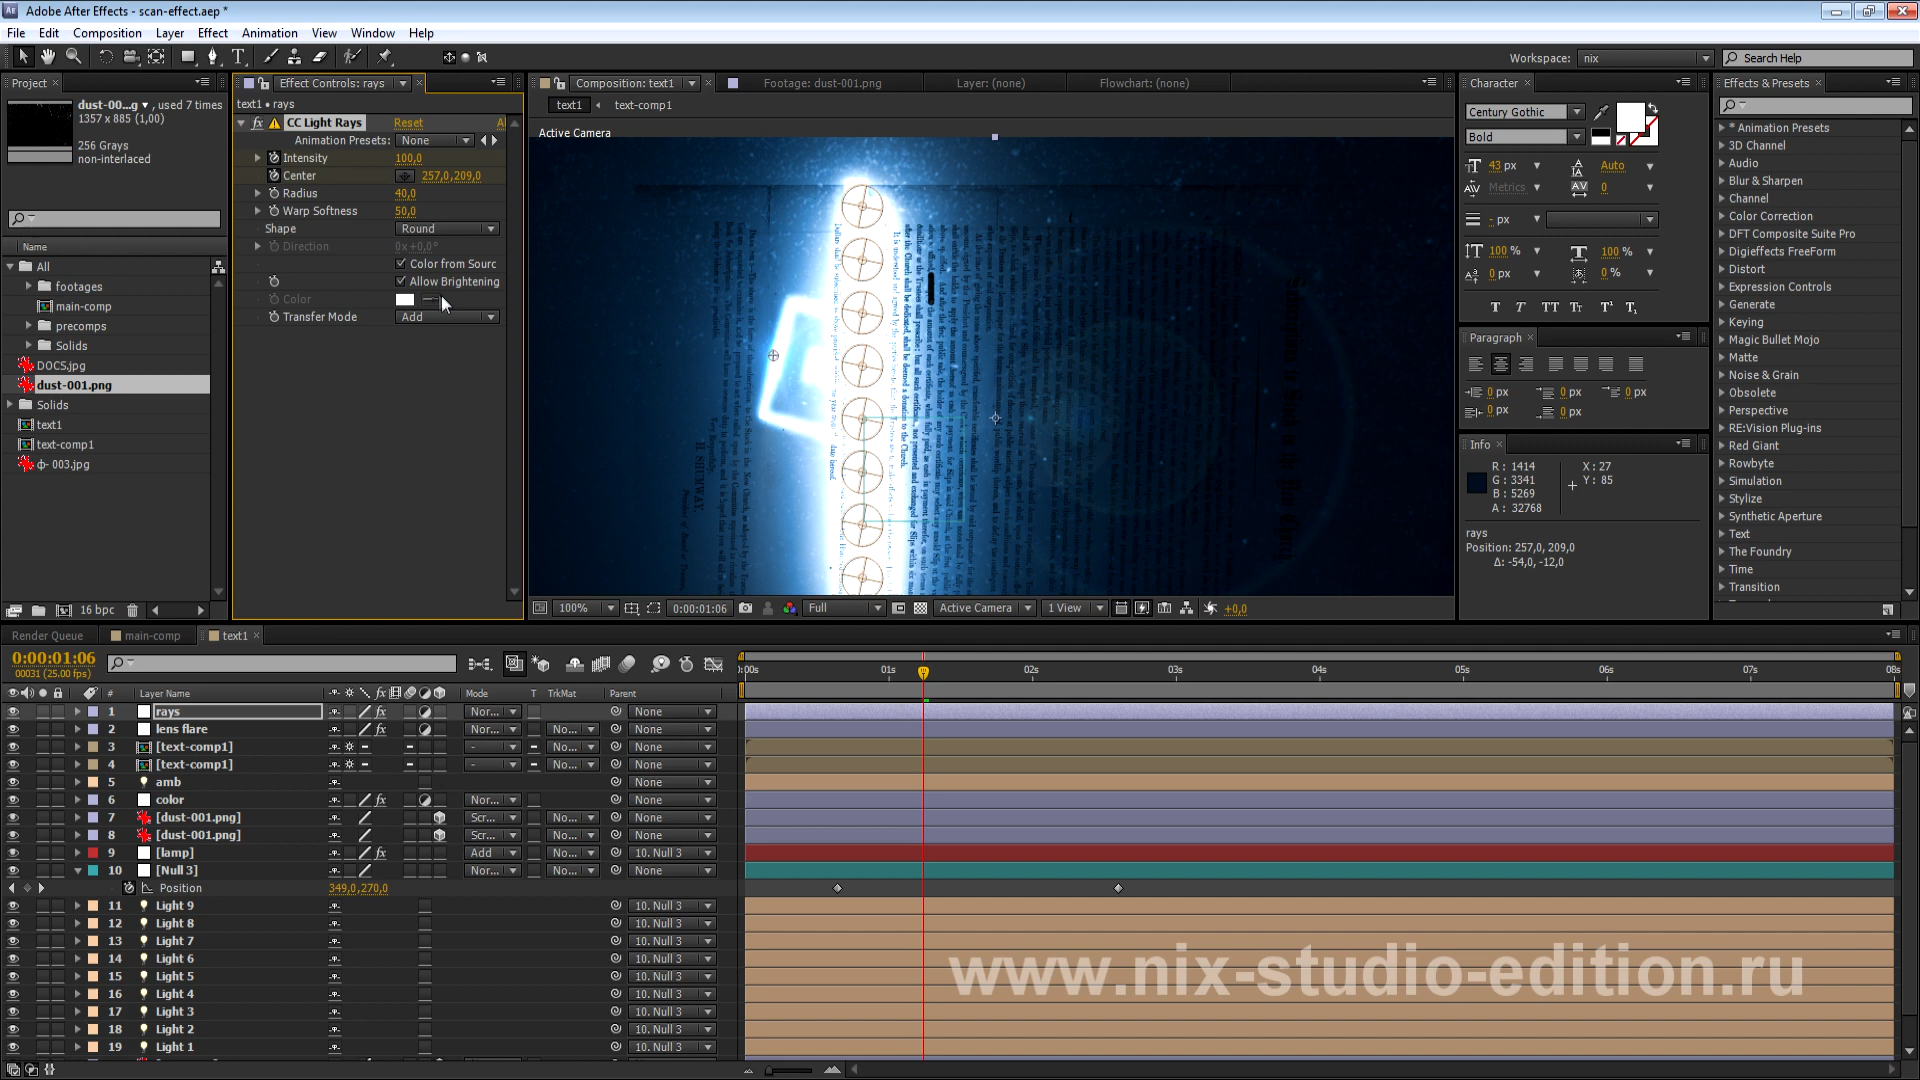 Adobe After Effects - scan-effect.aep *
File Edit Composition Layer Effect Animation View Window Help
Workspace: nix Search Help
Project
dust-00...g , used 7 times
1357 x 885 (1,00)
256 Grays
non-interlaced
Name
All
footages
main-comp
precomps
Solids
DOCS.jpg
dust-001.png
Solids
text1
text-comp1
ф- 003.jpg
16 bpc
Effect Controls: rays
text1 • rays
fx CC Light Rays Reset A
Animation Presets: None
Intensity 100,0
Center 257,0,209,0
Radius 40,0
Warp Softness 50,0
Shape Round
Direction 0x+0,0°
Color from Sourc
Allow Brightening
Color
Transfer Mode Add
Composition: text1 Footage: dust-001.png Layer: (none) Flowchart: (none)
text1 text-comp1
Active Camera
100% 0:00:01:06 Full Active Camera 1 View +0,0
Character
Century Gothic
Bold
43 px Auto
Metrics 0
- px
100 % 100 %
0 px 0 %
T T TT Tt T¹ T₁
Paragraph
0 px 0 px 0 px
0 px 0 px
Info
R : 1414 X : 27
G : 3341 Y : 85
B : 5269
A : 32768
rays
Position: 257,0, 209,0
Δ: -54,0, -12,0
Effects & Presets
* Animation Presets
3D Channel
Audio
Blur & Sharpen
Channel
Color Correction
DFT Composite Suite Pro
Digieffects FreeForm
Distort
Expression Controls
Generate
Keying
Magic Bullet Mojo
Matte
Noise & Grain
Obsolete
Perspective
RE:Vision Plug-ins
Red Giant
Rowbyte
Simulation
Stylize
Synthetic Aperture
Text
The Foundry
Time
Transition
Render Queue main-comp text1
0:00:01:06
00031 (25.00 fps)
:00s 01s 02s 03s 04s 05s 06s 07s 08s
# Layer Name fx Mode T TrkMat Parent
1 rays fx Nor... None
2 lens flare fx Nor... No... None
3 [text-comp1] - No... None
4 [text-comp1] - No... None
5 amb None
6 color fx Nor... No... None
7 [dust-001.png] Scr... No... None
8 [dust-001.png] Scr... No... None
9 [lamp] fx Add No... 10. Null 3
10 [Null 3] Nor... No... None
Position 349,0,270,0
11 Light 9 10. Null 3
12 Light 8 10. Null 3
13 Light 7 10. Null 3
14 Light 6 10. Null 3
15 Light 5 10. Null 3
16 Light 4 10. Null 3
17 Light 3 10. Null 3
18 Light 2 10. Null 3
19 Light 1 10. Null 3
www.nix-studio-edition.ru